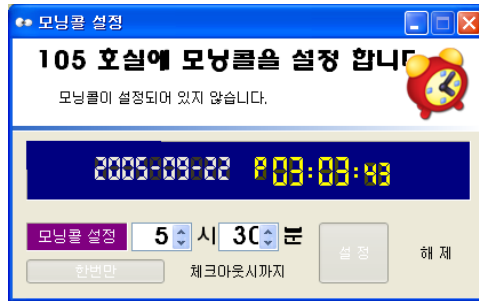 모닝콜 설정
105 호실에 모닝콜을 설정 합니다
모닝콜이 설정되어 있지 않습니다.
2005-09-22 P 03:03:43
모닝콜 설정 5 시 30 분 설 정 해 제
한번만 체크아웃시까지